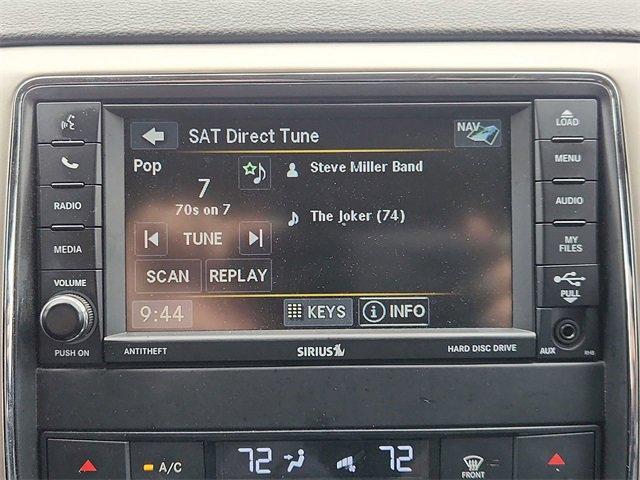 SAT Direct Tune
NAV
Pop
7
70s on 7
Steve Miller Band
The Joker (74)
TUNE
SCAN
REPLAY
9:44
KEYS
INFO
RADIO
MEDIA
VOLUME
PUSH ON
LOAD
MENU
AUDIO
MY
FILES
PULL
AUX
RHB
ANTITHEFT
SIRIUS
HARD DISC DRIVE
A/C
72
72
FRONT